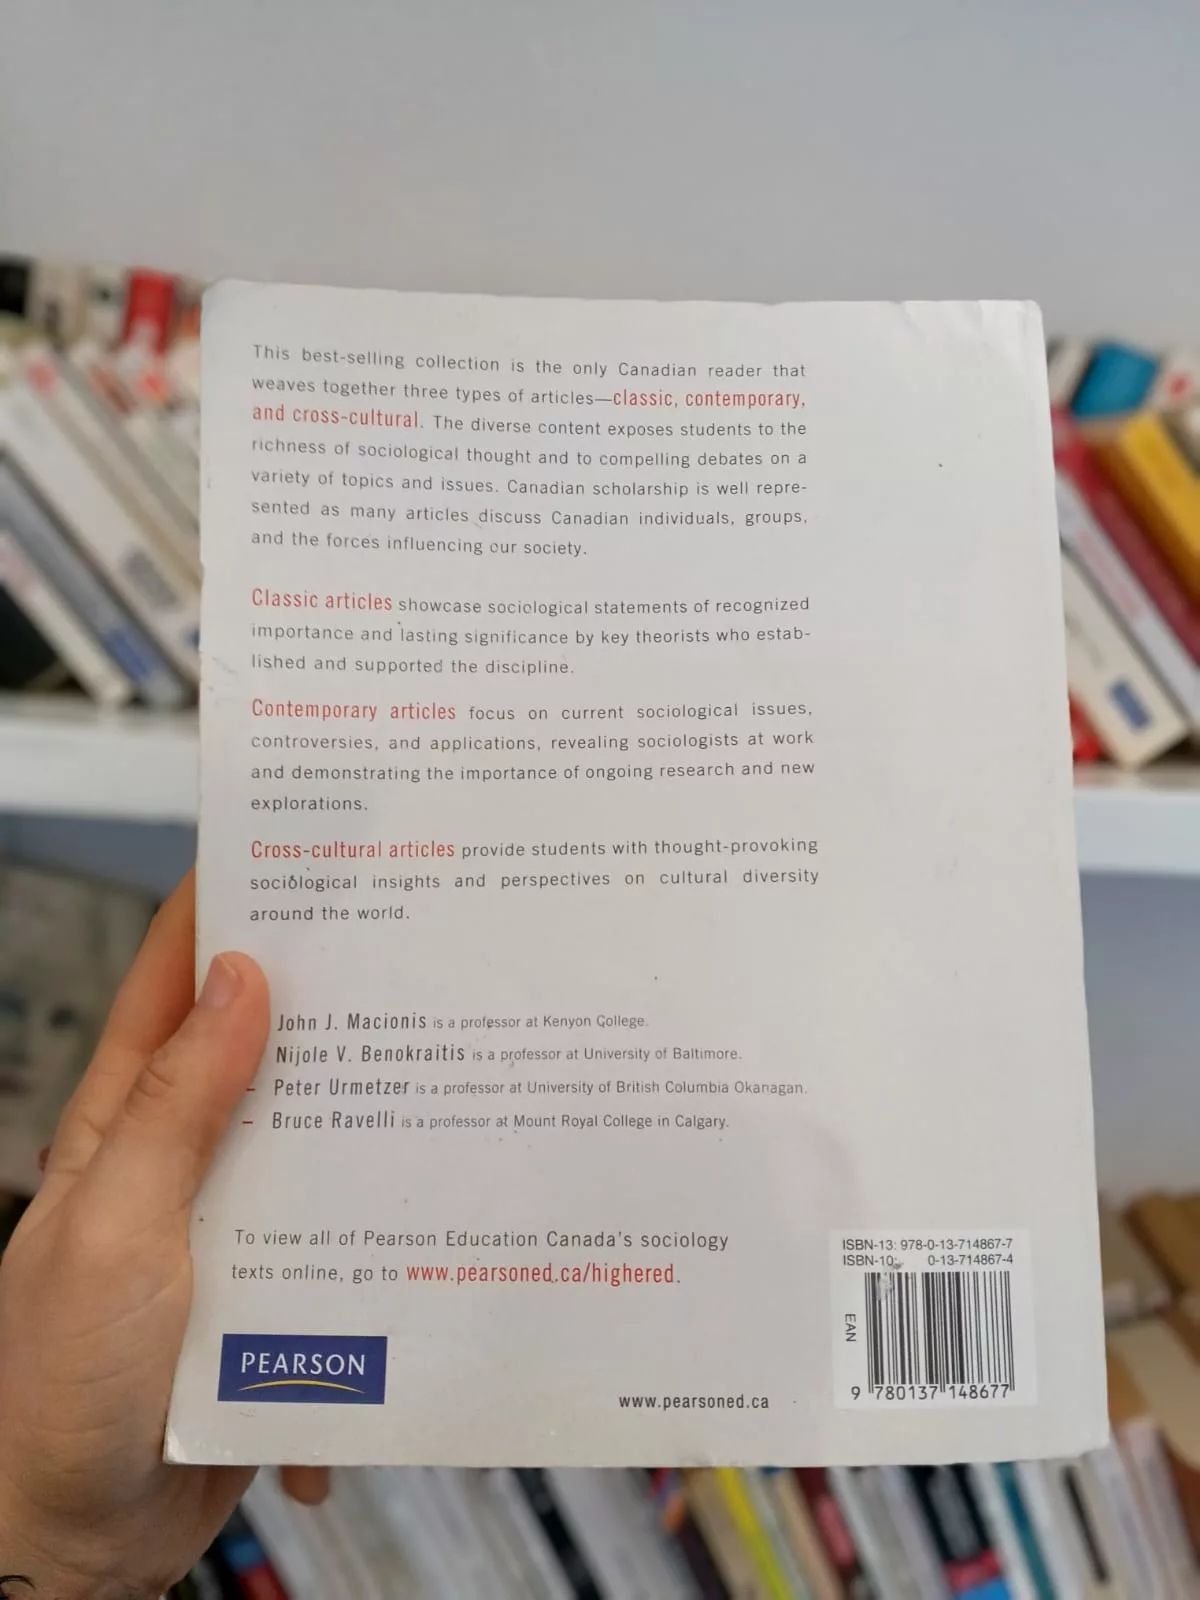 This best-selling collection is the only Canadian reader that
weaves together three types of articles—classic, contemporary,
and cross-cultural. The diverse content exposes students to the
richness of sociological thought and to compelling debates on a
variety of topics and issues. Canadian scholarship is well repre-
sented as many articles discuss Canadian individuals, groups,
and the forces influencing our society.
Classic articles showcase sociological statements of recognized
importance and lasting significance by key theorists who estab-
lished and supported the discipline.
Contemporary articles focus on current sociological issues,
controversies, and applications, revealing sociologists at work
and demonstrating the importance of ongoing research and new
explorations.
Cross-cultural articles provide students with thought-provoking
sociological insights and perspectives on cultural diversity
around the world.
John J. Macionis is a professor at Kenyon College.
Nijole V. Benokraitis is a professor at University of Baltimore.
– Peter Urmetzer is a professor at University of British Columbia Okanagan.
– Bruce Ravelli is a professor at Mount Royal College in Calgary.
To view all of Pearson Education Canada's sociology
texts online, go to www.pearsoned.ca/highered.
PEARSON
www.pearsoned.ca
ISBN-13: 978-0-13-714867-7
ISBN-10: 0-13-714867-4
EAN
9 780137 148677